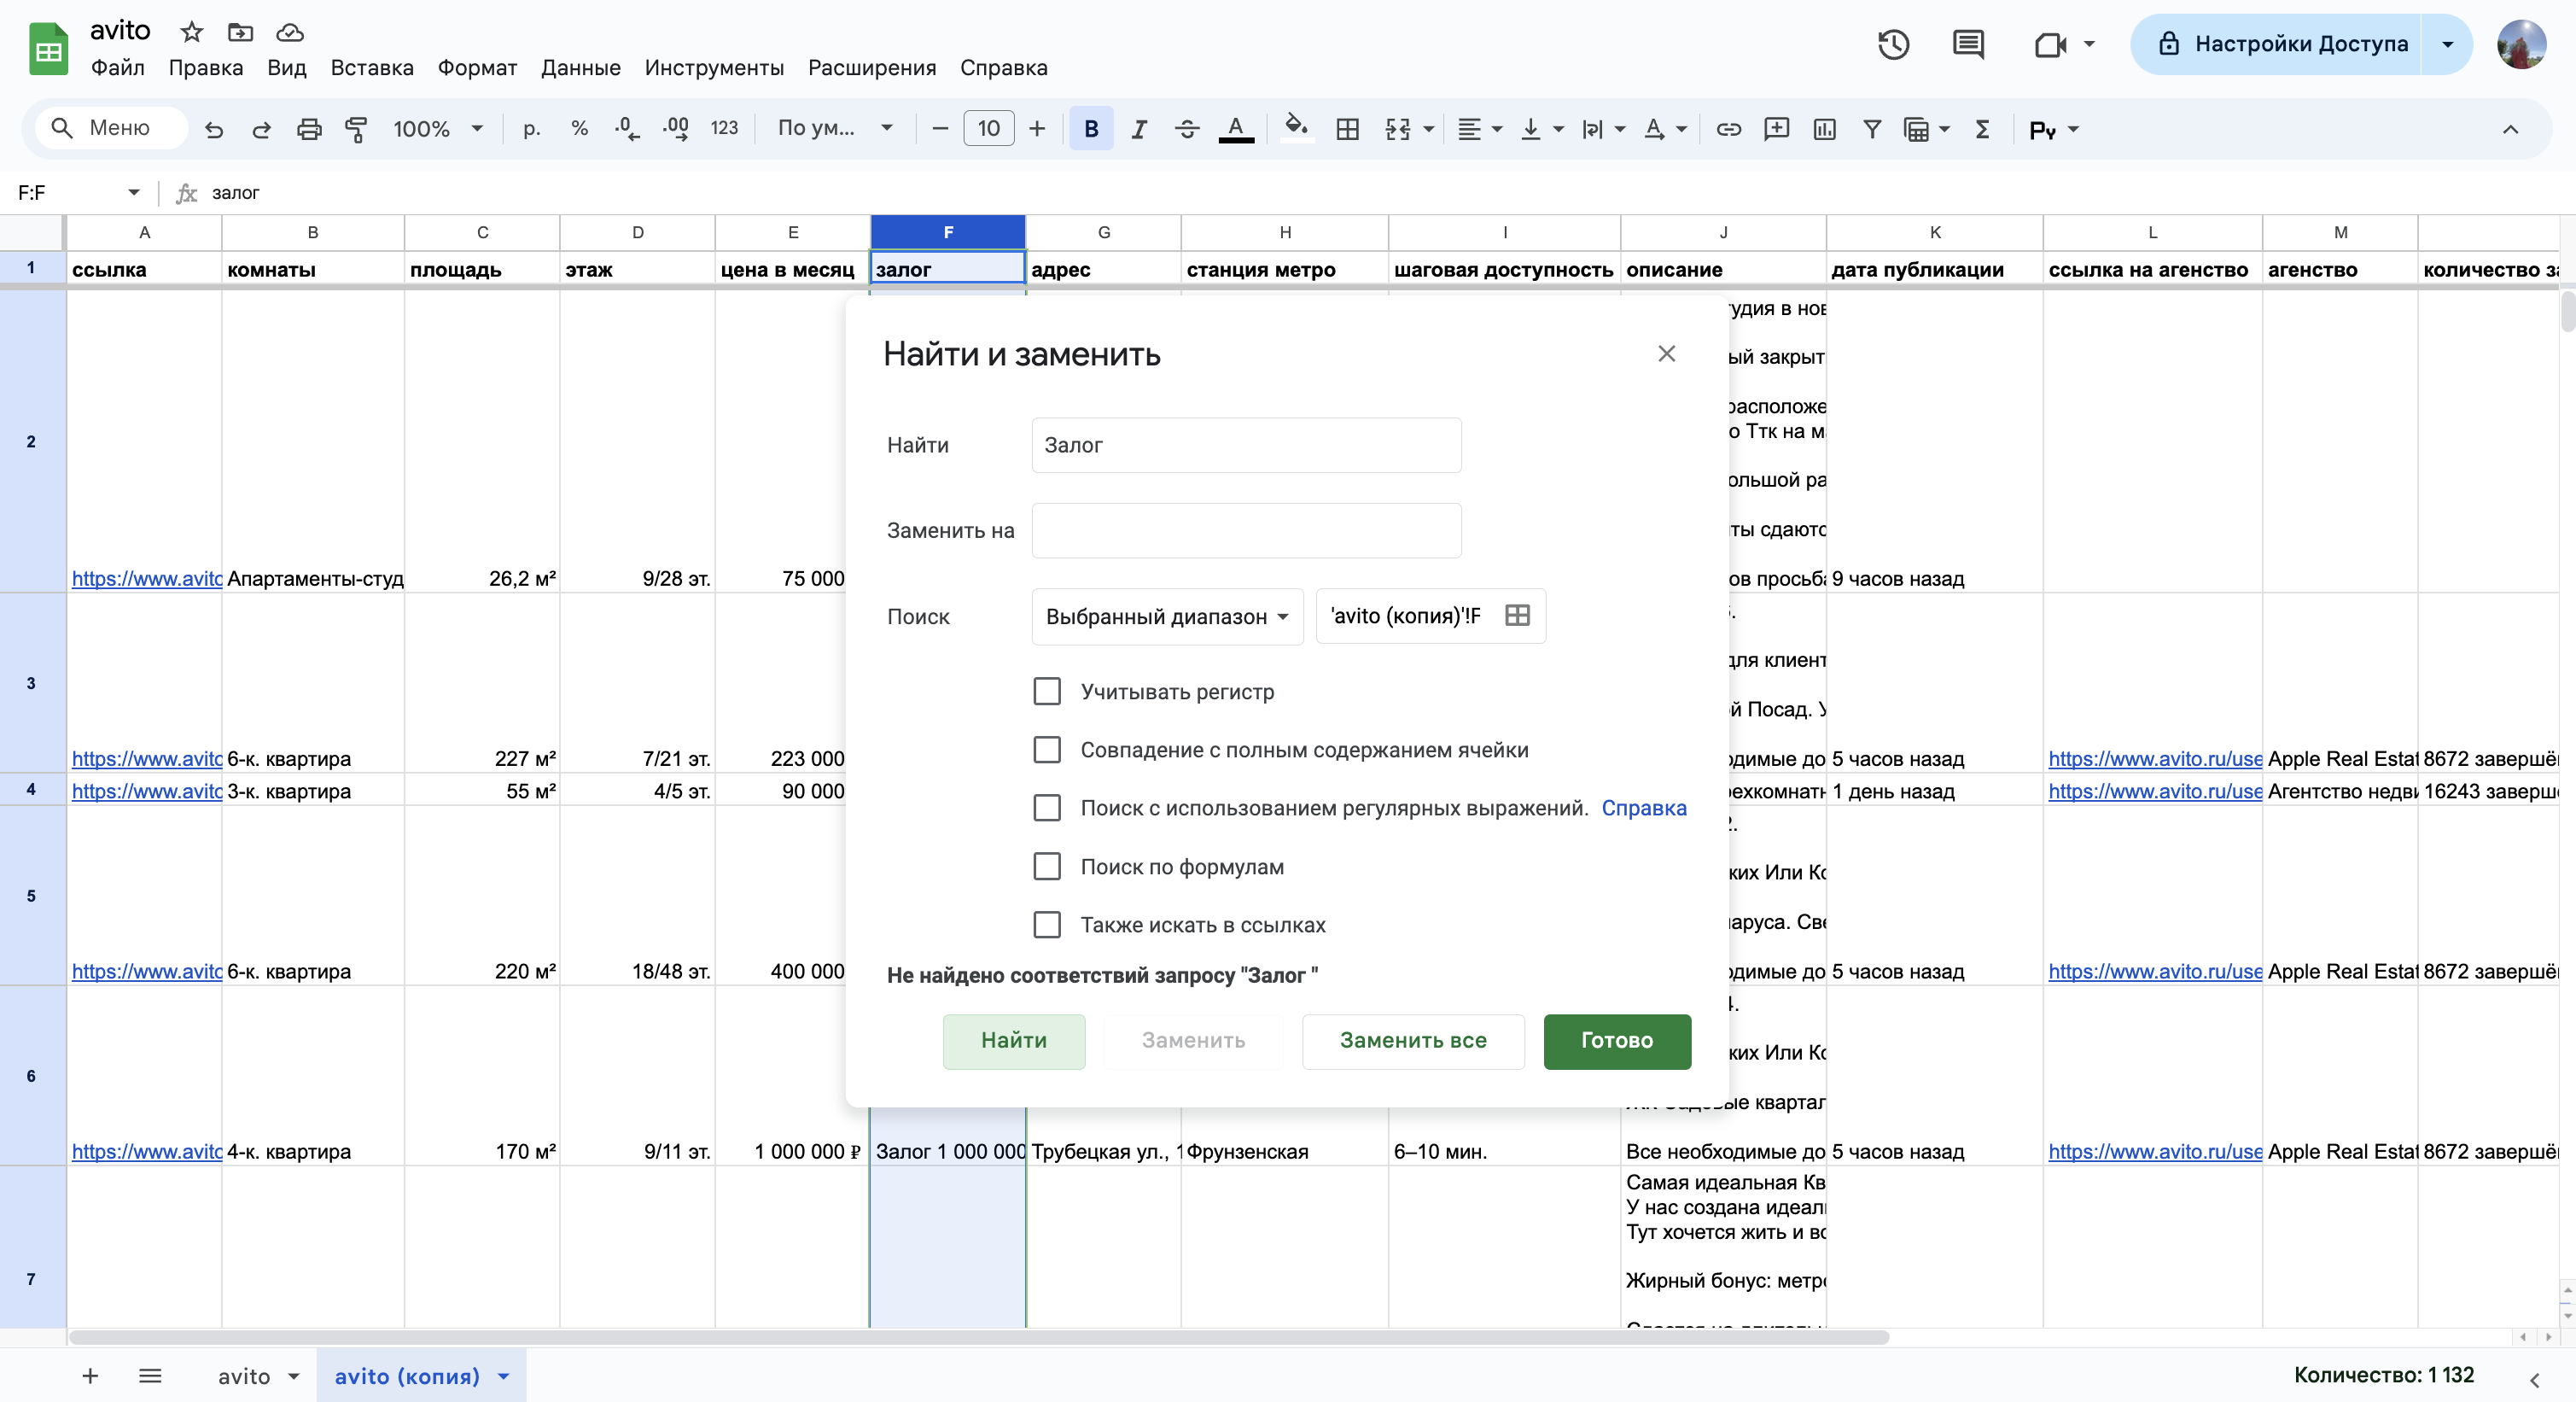 avito
Файл Правка Вид Вставка Формат Данные Инструменты Расширения Справка
Настройки Доступа
Меню 100% р. % .0 .00 123 По ум... 10 B I A Σ Py
F:F fx залог
A B C D E F G H I J K L M
1 ссылка комнаты площадь этаж цена в месяц залог адрес станция метро шаговая доступность описание дата публикации ссылка на агенство агенство количество
Найти и заменить
Найти Залог
Заменить на
Поиск Выбранный диапазон 'avito (копия)'!F
Учитывать регистр
Совпадение с полным содержанием ячейки
Поиск с использованием регулярных выражений. Справка
Поиск по формулам
Также искать в ссылках
Не найдено соответствий запросу "Залог "
Найти Заменить Заменить все Готово
ый закрыт
ты сдаютс
2 https://www.avito Апартаменты-студ 26,2 м² 9/28 эт. 75 000 ов просьба 9 часов назад
для клиент
й Посад. У
3 https://www.avito 6-к. квартира 227 м² 7/21 эт. 223 000 одимые до 5 часов назад https://www.avito.ru/use Apple Real Estat 8672 завершё
4 https://www.avito 3-к. квартира 55 м² 4/5 эт. 90 000 рехкомнатн 1 день назад https://www.avito.ru/use Агентство недви 16243 заверш
ких Или Ко
аруса. Све
5 https://www.avito 6-к. квартира 220 м² 18/48 эт. 400 000 одимые до 5 часов назад https://www.avito.ru/use Apple Real Estat 8672 завершё
ких Или Ко
ые квартал
6 https://www.avito 4-к. квартира 170 м² 9/11 эт. 1 000 000 ₽ Залог 1 000 000 Трубецкая ул., 1 Фрунзенская 6–10 мин. Все необходимые до 5 часов назад https://www.avito.ru/use Apple Real Estat 8672 завершё
Самая идеальная Кв
У нас создана идеал
Тут хочется жить и вс
7 Жирный бонус: метро
avito avito (копия) Количество: 1 132